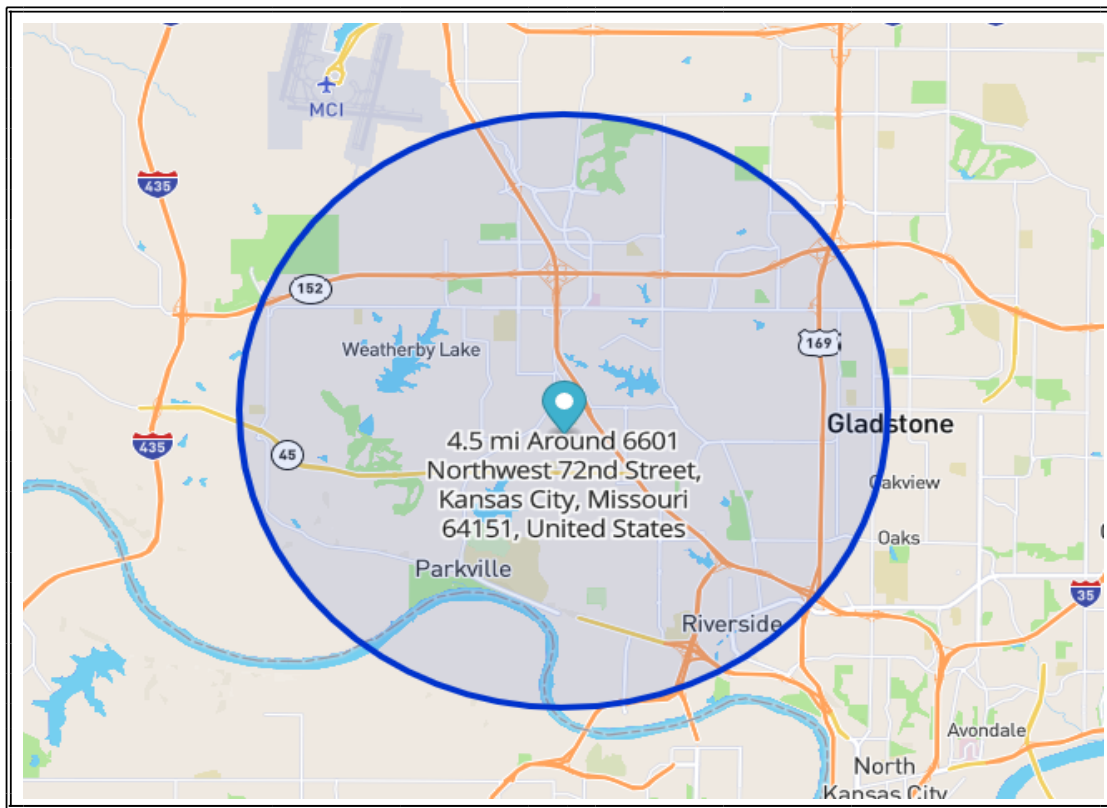 MCI
435
152
Weatherby Lake
169
Gladstone
435
45
4.5 mi Around 6601
Northwest 72nd Street,
Kansas City, Missouri
64151, United States
Oakview
Oaks
Parkville
35
Riverside
Avondale
North
Kansas City